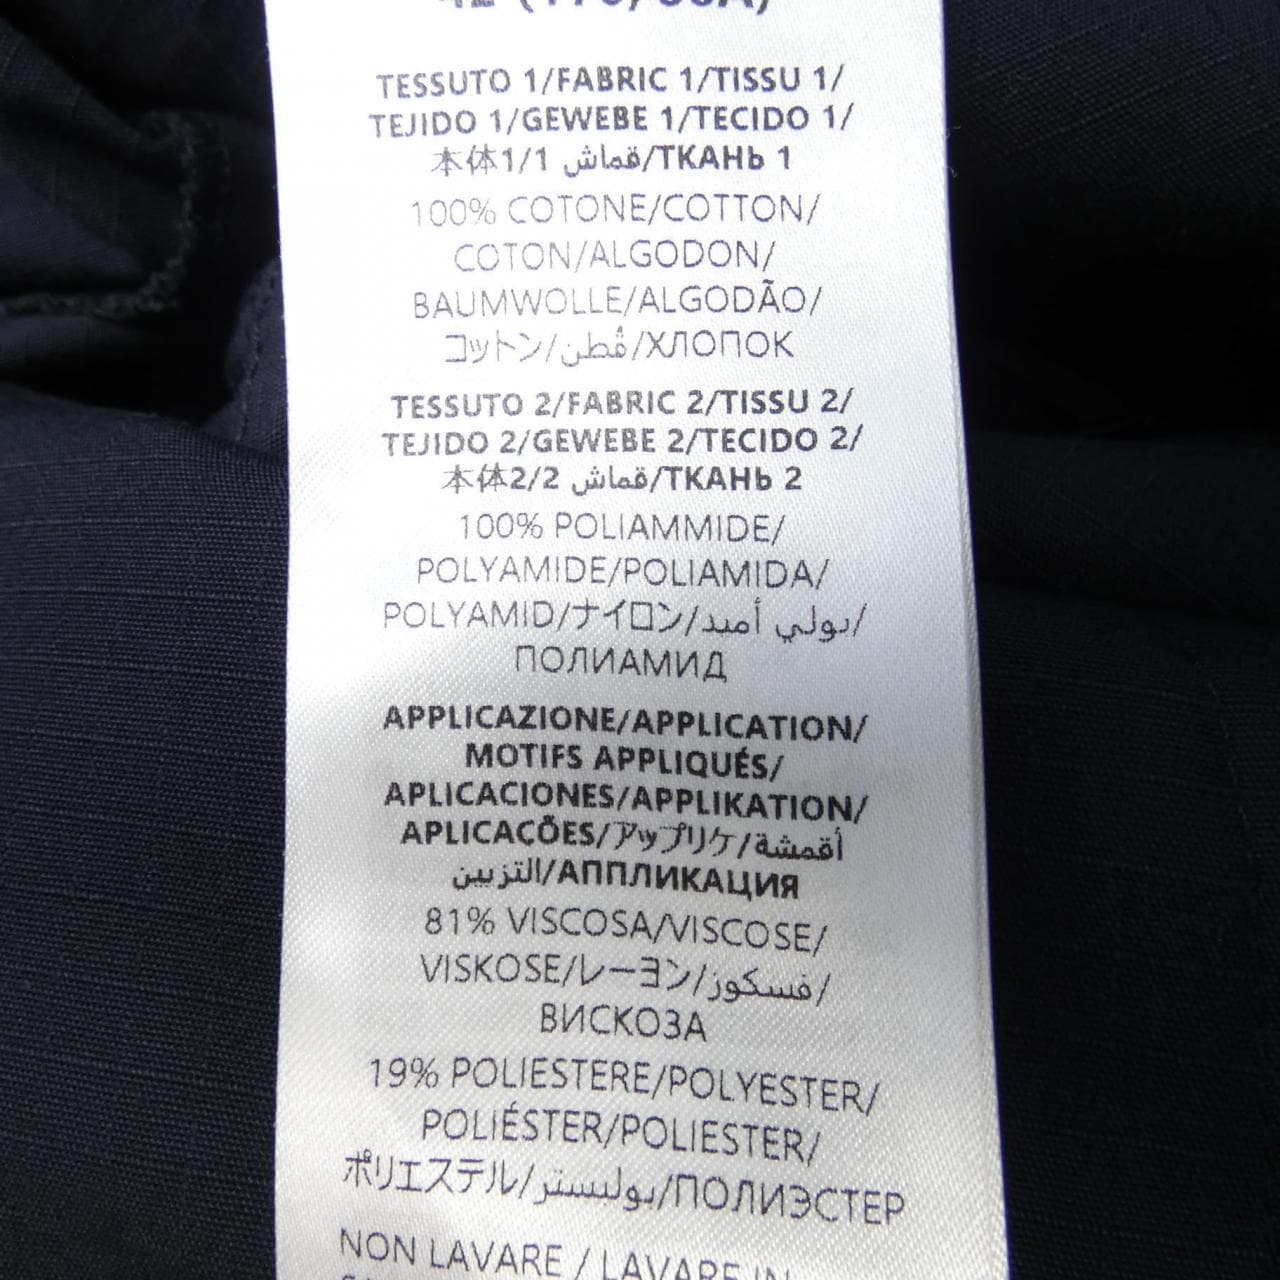 TESSUTO 1/FABRIC 1/TISSU 1/
TEJIDO 1/GEWEBE 1/TECIDO 1/
本体1/1 قماش/ТКАНЬ 1
100% COTONE/COTTON/
COTON/ALGODON/
BAUMWOLLE/ALGODÃO/
コットン/قُطن/ХЛОПОК
TESSUTO 2/FABRIC 2/TISSU 2/
TEJIDO 2/GEWEBE 2/TECIDO 2/
本体2/2 قماش/ТКАНЬ 2
100% POLIAMMIDE/
POLYAMIDE/POLIAMIDA/
POLYAMID/ナイロン/بولي أميد/
ПОЛИАМИД
APPLICAZIONE/APPLICATION/
MOTIFS APPLIQUÉS/
APLICACIONES/APPLIKATION/
APLICAÇÕES/アップリケ/أقمشة
التزيين/АППЛИКАЦИЯ
81% VISCOSA/VISCOSE/
VISKOSE/レーヨン/فسكوز/
ВИСКОЗА
19% POLIESTERE/POLYESTER/
POLIÉSTER/POLIESTER/
ポリエステル/بوليستر/ПОЛИЭСТЕР
NON LAVARE / LAVARE IN